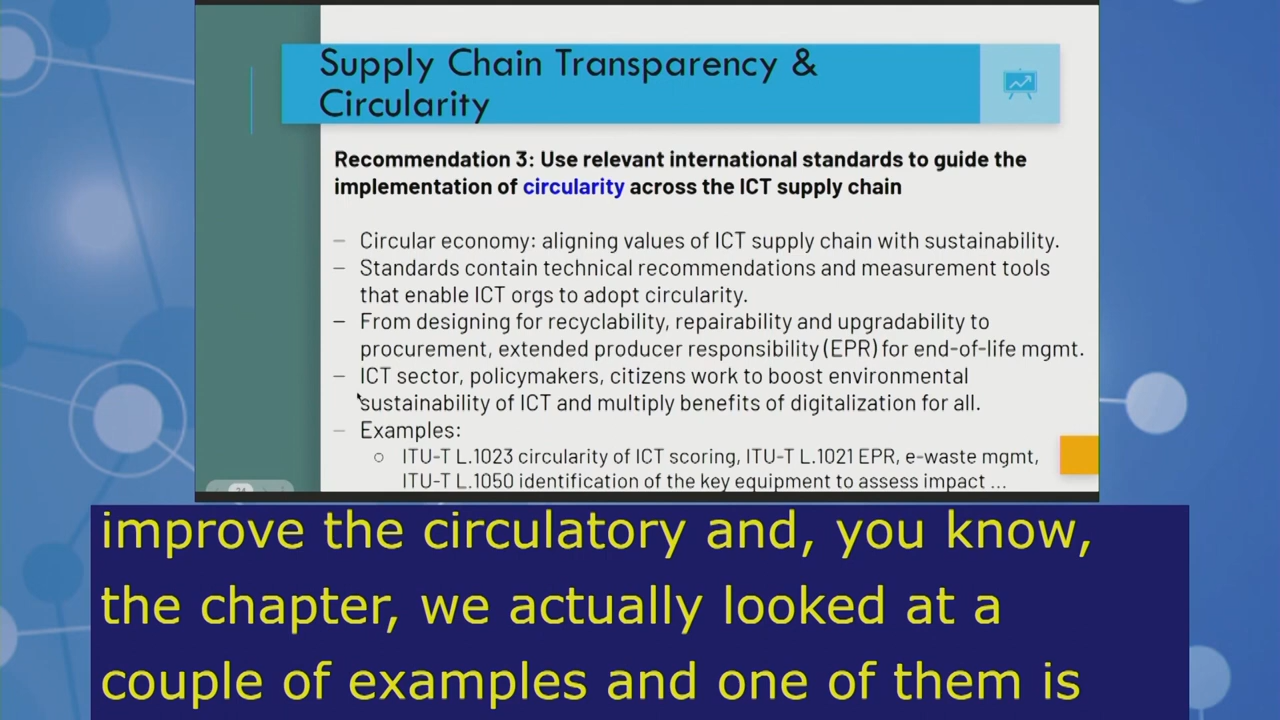 Supply Chain Transparency &
Circularity
Recommendation 3: Use relevant international standards to guide the
implementation of circularity across the ICT supply chain
– Circular economy: aligning values of ICT supply chain with sustainability.
– Standards contain technical recommendations and measurement tools
that enable ICT orgs to adopt circularity.
– From designing for recyclability, repairability and upgradability to
procurement, extended producer responsibility (EPR) for end-of-life mgmt.
– ICT sector, policymakers, citizens work to boost environmental
sustainability of ICT and multiply benefits of digitalization for all.
– Examples:
○ ITU-T L.1023 circularity of ICT scoring, ITU-T L.1021 EPR, e-waste mgmt,
ITU-T L.1050 identification of the key equipment to assess impact ...
improve the circulatory and, you know,
the chapter, we actually looked at a
couple of examples and one of them is